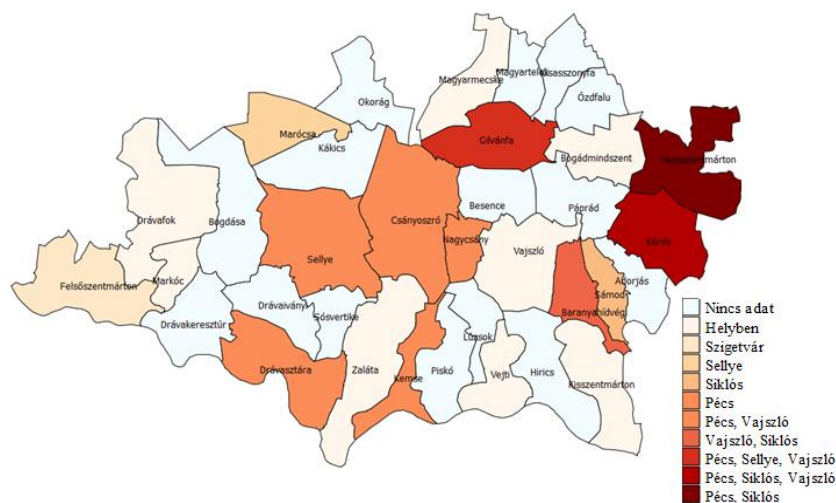 Magyarmecske
Magyartelek
Ózdfalu
Okorág
Marócsa
Gilvánfa
Kákics
Bogádmindszent
Drávafok
Bogdása
Csányoszró
Besence
Páprád
Nagycsány
Vajszló
Kórós
Sellye
Felsőszentmárton
Markóc
Adorjás
Sámod
Baranyahídvég
Drávaiványi
Sósvertike
Drávakeresztúr
Lúzsok
Drávasztára
Zaláta
Kemse
Piskó
Vejti
Hirics
Kisszentmárton
Nincs adat
Helyben
Szigetvár
Sellye
Siklós
Pécs
Pécs, Vajszló
Vajszló, Siklós
Pécs, Sellye, Vajszló
Pécs, Siklós, Vajszló
Pécs, Siklós